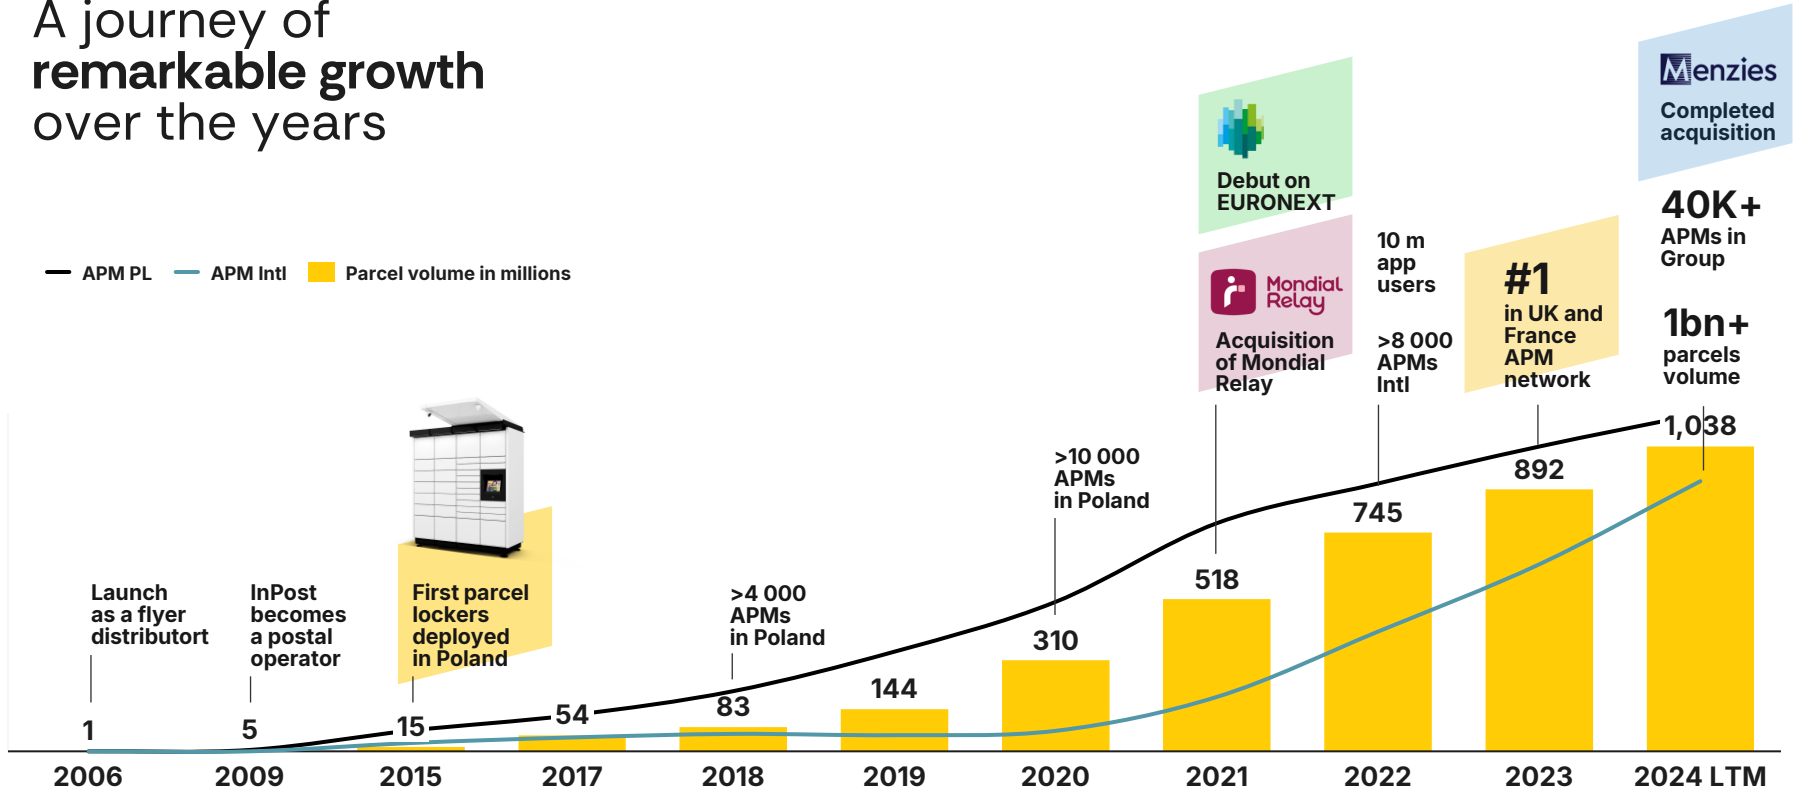 A journey of
remarkable growth
over the years
APM PL
APM Intl
Parcel volume in millions
Launch
as a flyer
distributort
InPost
becomes
a postal
operator
First parcel
lockers
deployed
in Poland
>4 000
APMs
in Poland
>10 000
APMs
in Poland
Debut on
EURONEXT
Mondial
Relay
Acquisition
of Mondial
Relay
10 m
app
users
>8 000
APMs
Intl
#1
in UK and
France
APM
network
Menzies
Completed
acquisition
40K+
APMs in
Group
1bn+
parcels
volume
1
5
15
54
83
144
310
518
745
892
1,038
2006
2009
2015
2017
2018
2019
2020
2021
2022
2023
2024 LTM